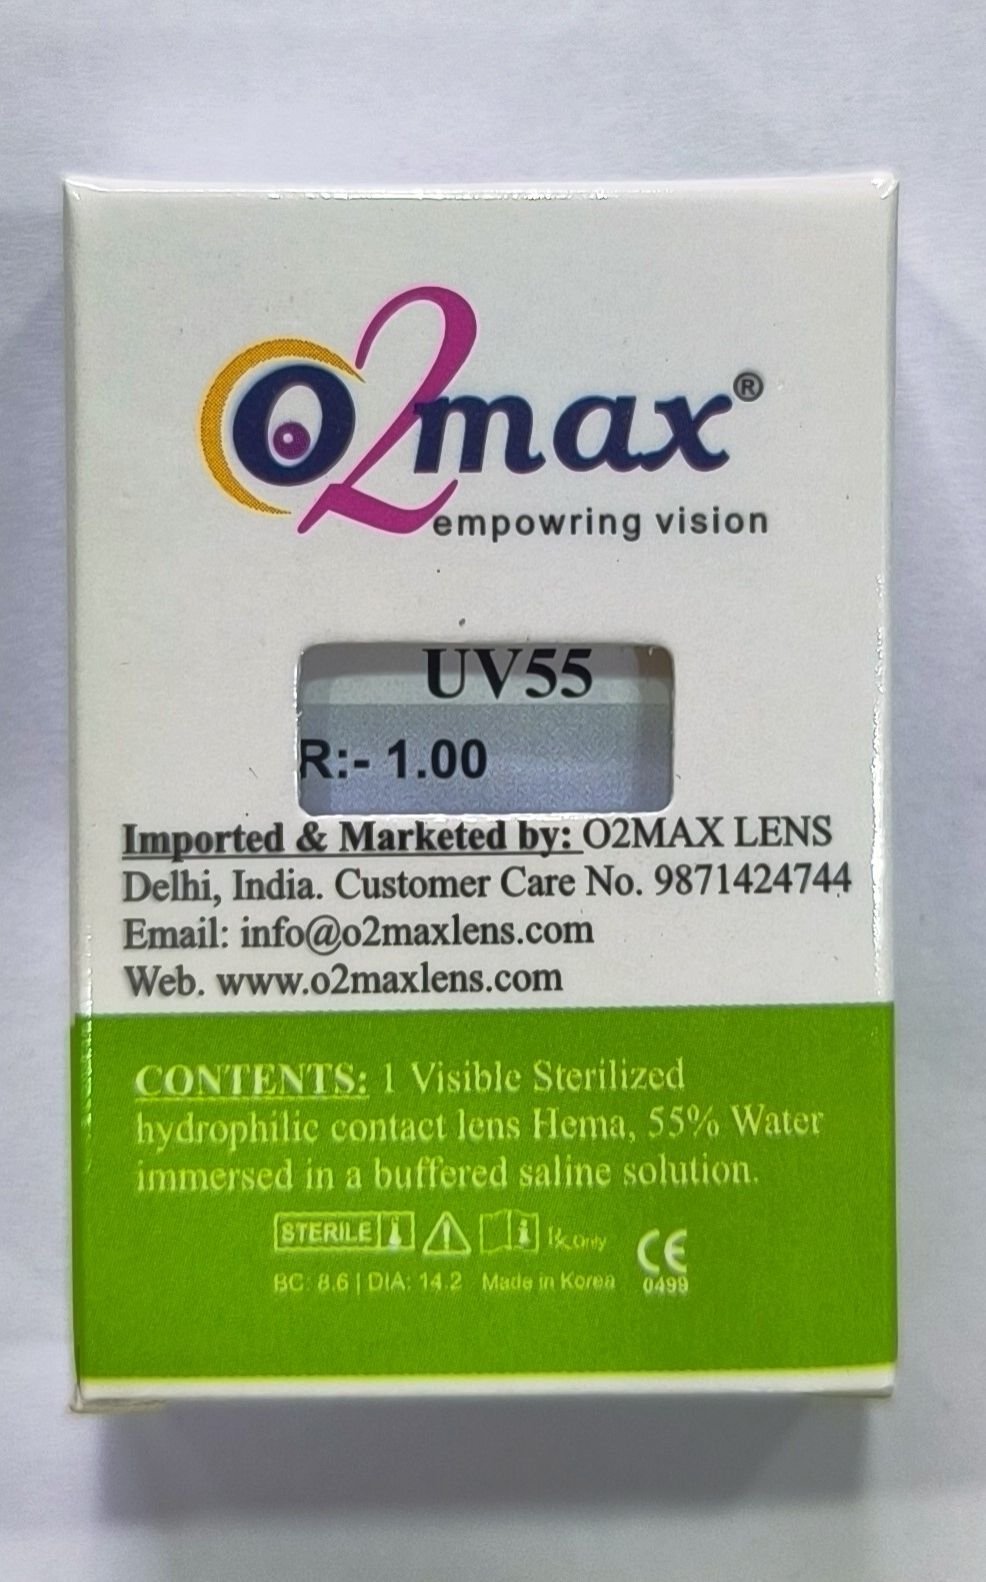 O2max®
empowring vision
UV55
R:- 1.00
Imported & Marketed by: O2MAX LENS
Delhi, India. Customer Care No. 9871424744
Email: info@o2maxlens.com
Web. www.o2maxlens.com
CONTENTS: 1 Visible Sterilized
hydrophilic contact lens Hema, 55% Water
immersed in a buffered saline solution.
STERILE Rx Only CE
BC: 8.6 | DIA: 14.2 Made in Korea 0499